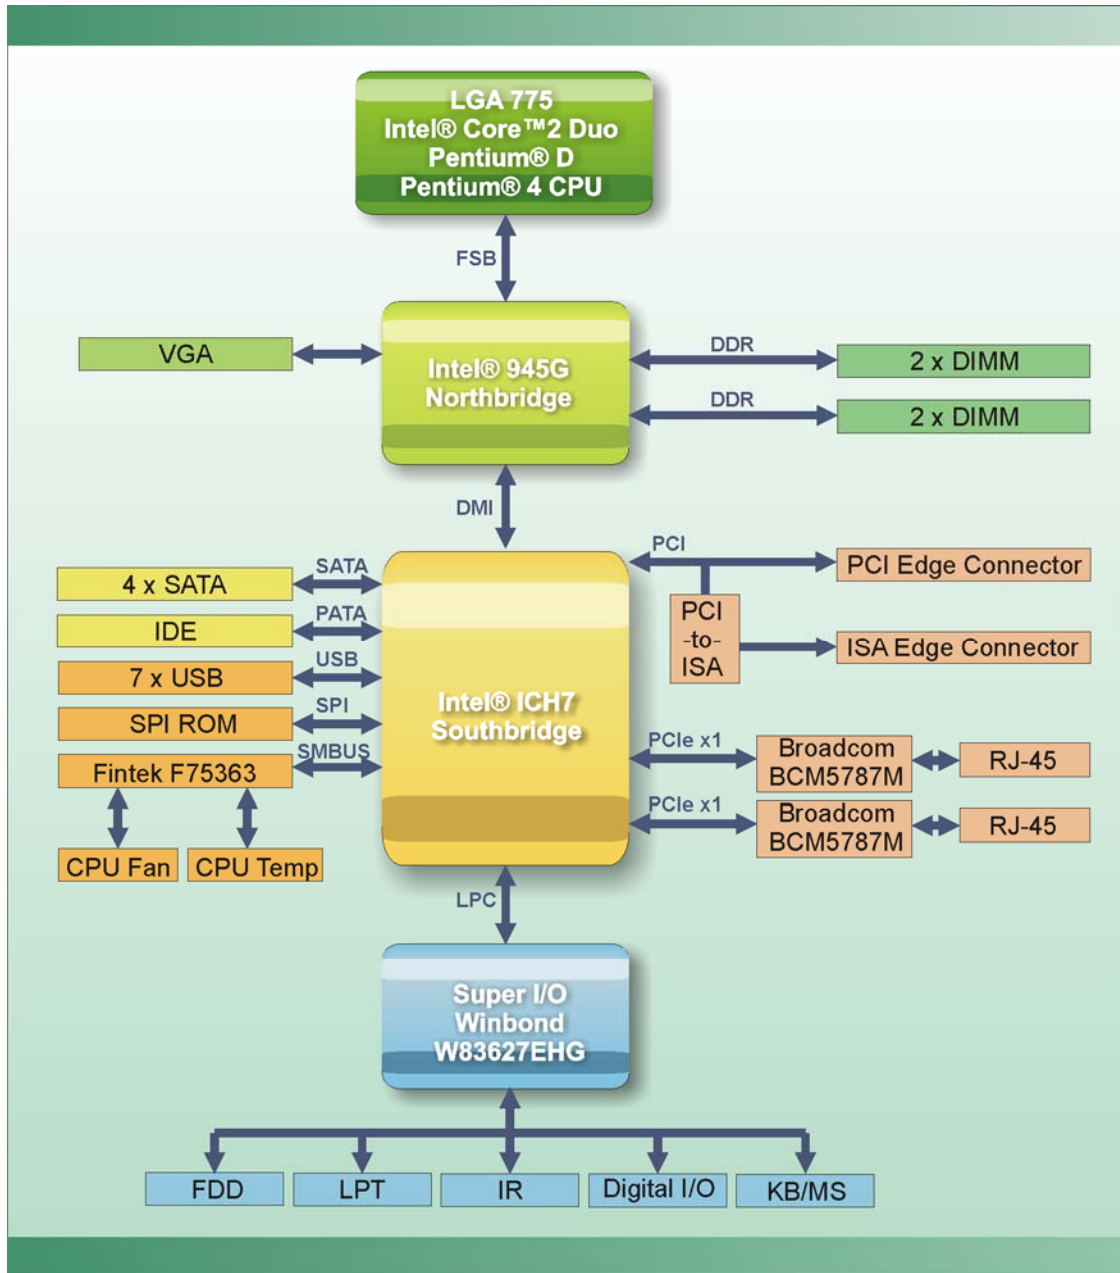 LGA 775
Intel® Core™2 Duo
Pentium® D
Pentium® 4 CPU
FSB
VGA
Intel® 945G
Northbridge
DDR
2 x DIMM
DDR
2 x DIMM
DMI
SATA
4 x SATA
PATA
IDE
USB
7 x USB
SPI
SPI ROM
SMBUS
Fintek F75363
CPU Fan
CPU Temp
Intel® ICH7
Southbridge
PCI
PCI Edge Connector
PCI
-to-
ISA
ISA Edge Connector
PCIe x1
Broadcom
BCM5787M
RJ-45
PCIe x1
Broadcom
BCM5787M
RJ-45
LPC
Super I/O
Winbond
W83627EHG
FDD
LPT
IR
Digital I/O
KB/MS